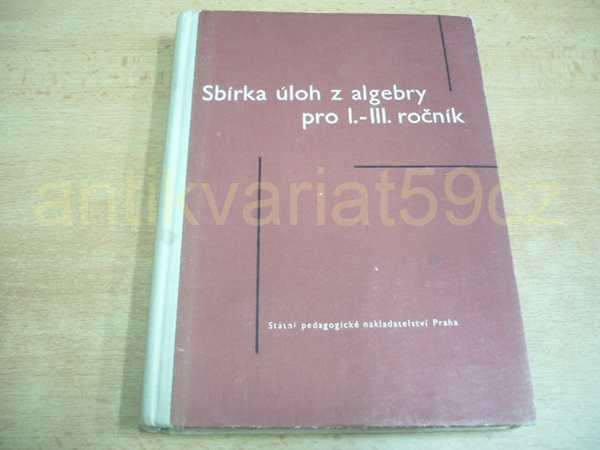 Sbírka úloh z algebry
pro I.-III. ročník
antikvariat59cz
Státní pedagogické nakladatelství Praha